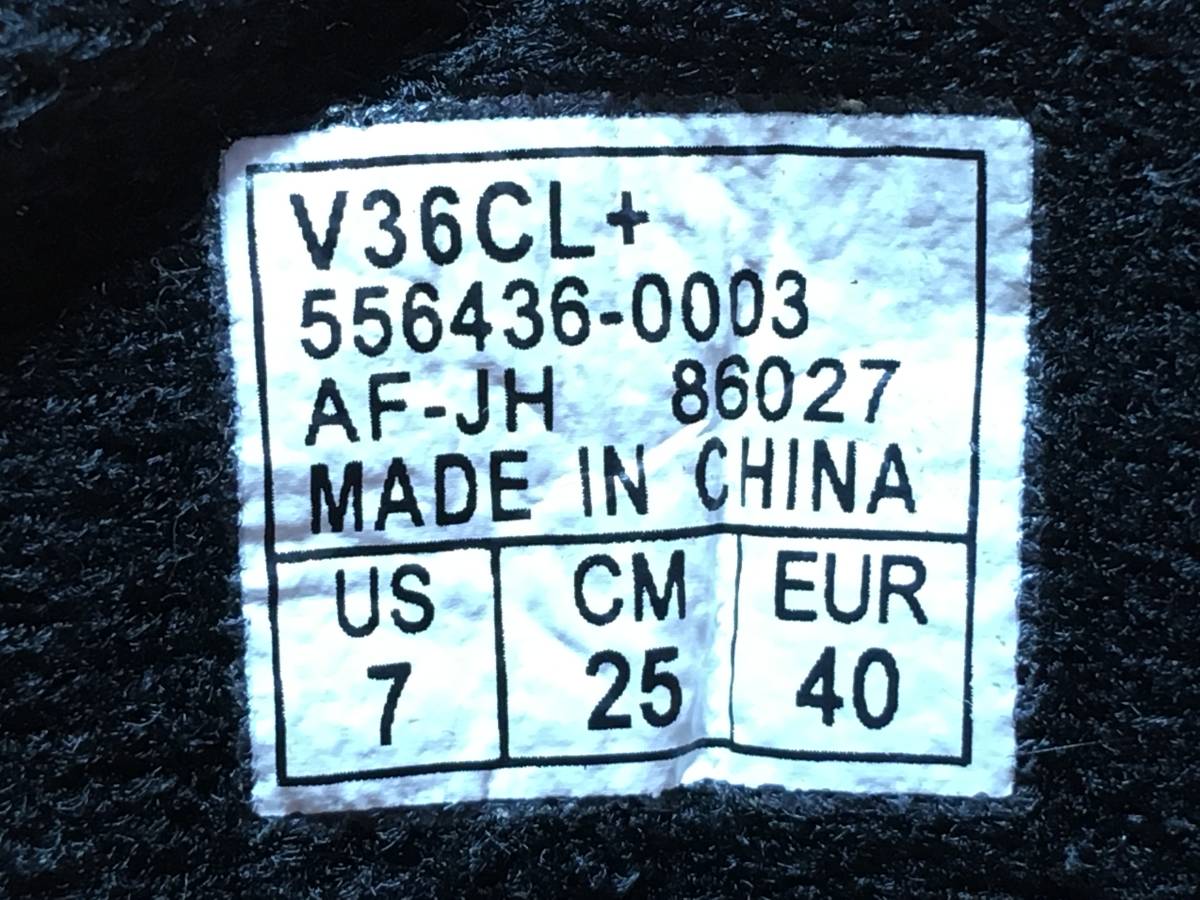 V36CL+
556436-0003
AF-JH 86027
MADE IN CHINA
US CM EUR
7 25 40